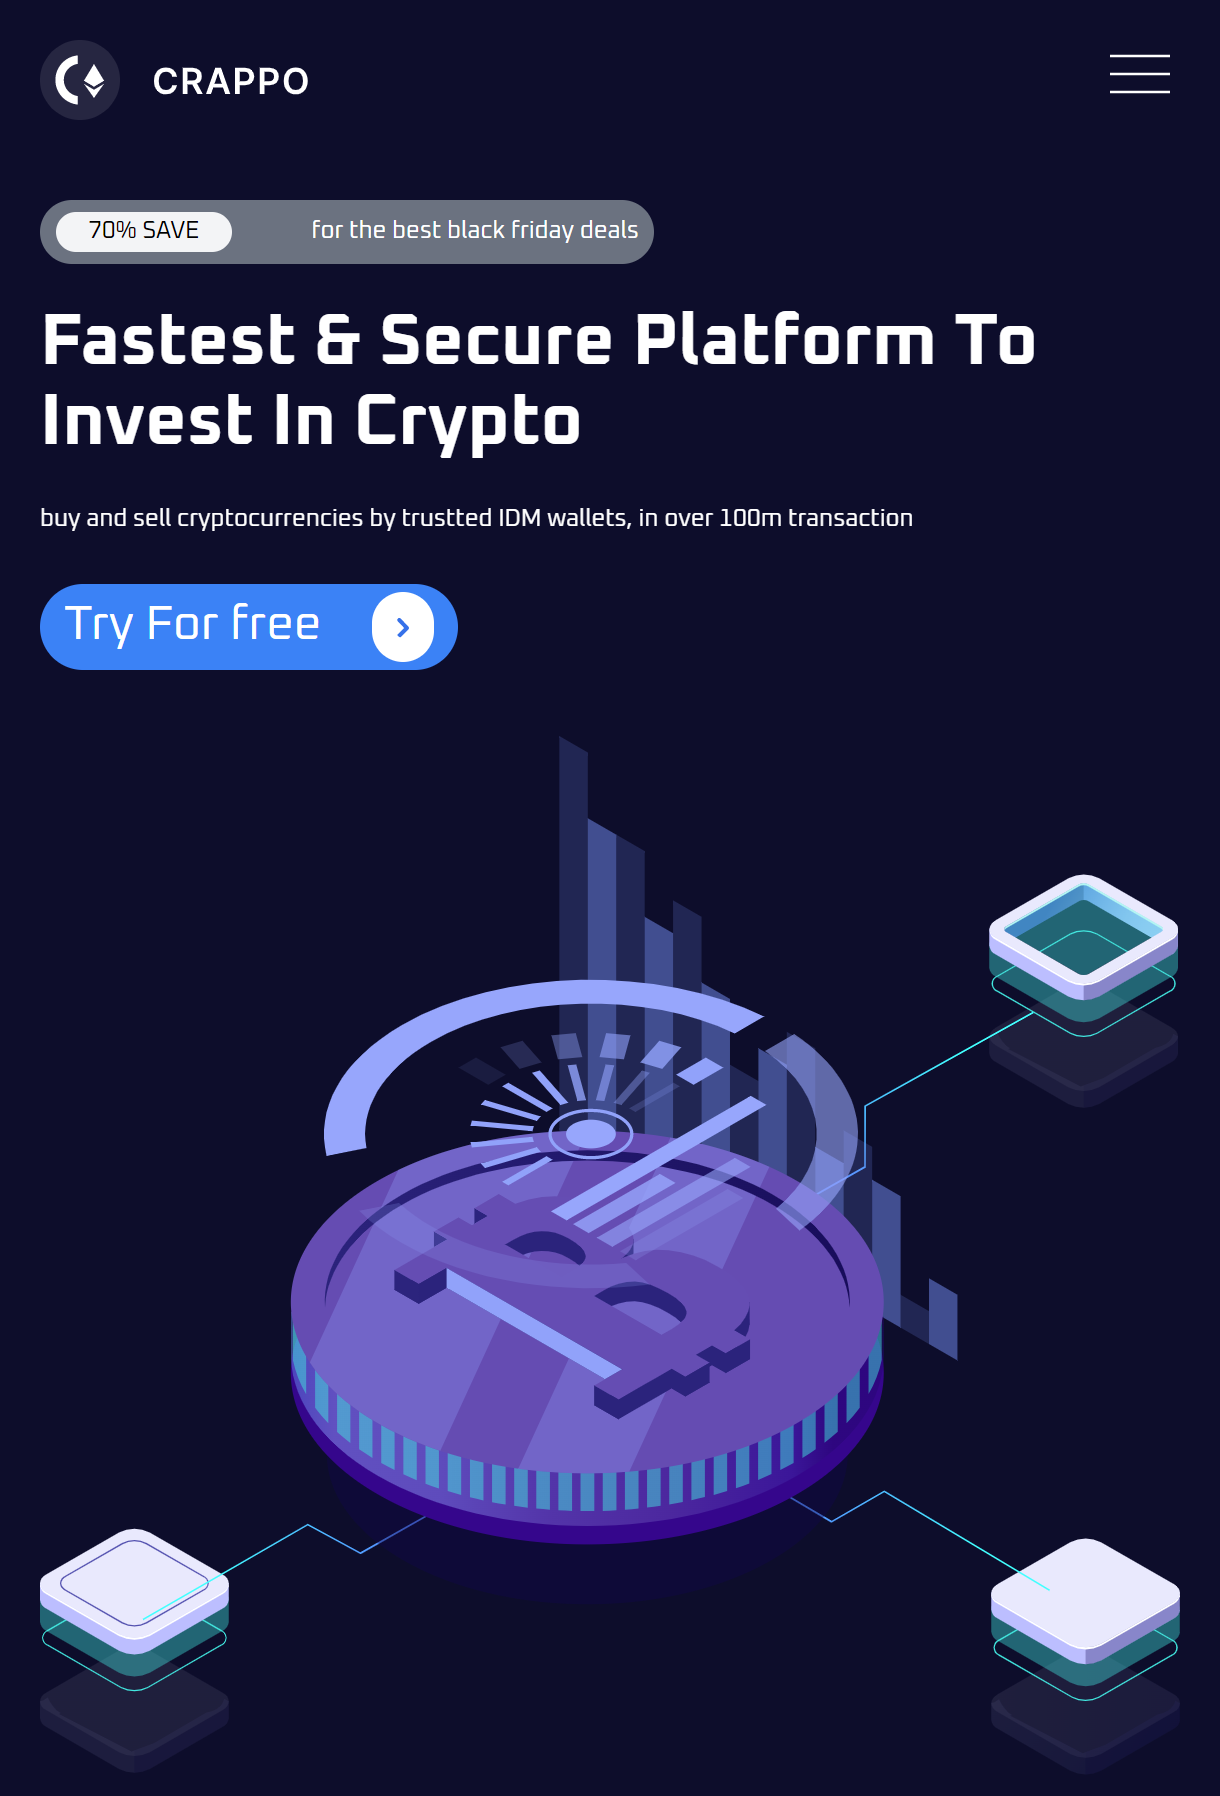 CRAPPO
70% SAVE for the best black friday deals
Fastest & Secure Platform To
Invest In Crypto
buy and sell cryptocurrencies by trustted IDM wallets, in over 100m transaction
Try For free